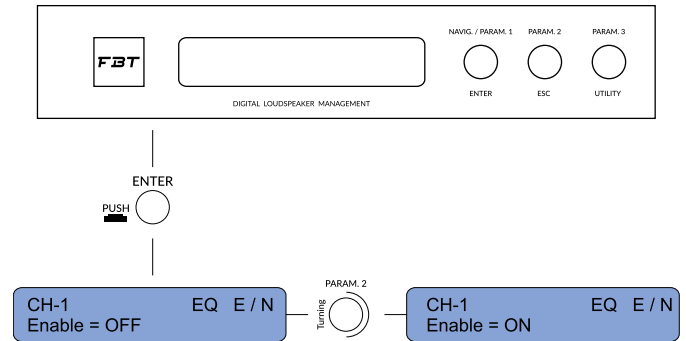 NAVIG. / PARAM. 1 PARAM. 2 PARAM. 3
FBT
ENTER ESC UTILITY
DIGITAL LOUDSPEAKER MANAGEMENT
ENTER
PUSH
PARAM. 2
CH-1 EQ E / N
Enable = OFF
Turning
CH-1 EQ E / N
Enable = ON